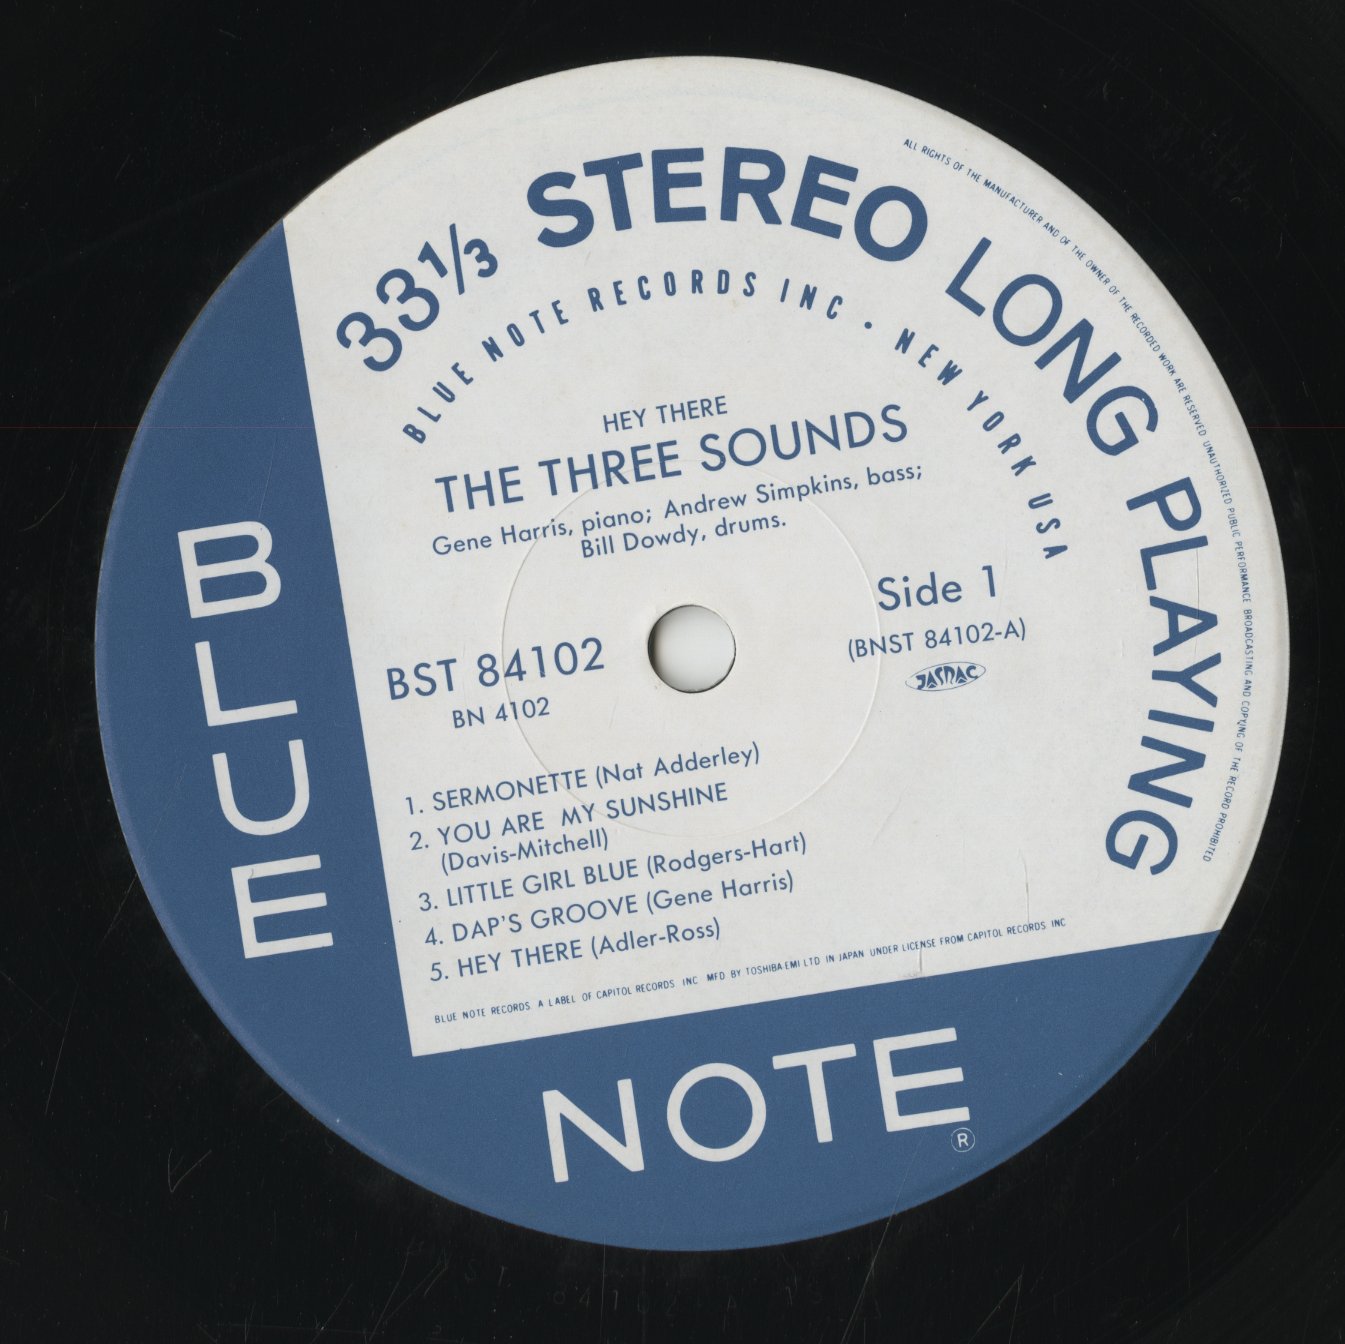 33⅓ STEREO LONG PLAYING
BLUE NOTE RECORDS INC • NEW YORK USA
ALL RIGHTS OF THE MANUFACTURER AND OF THE OWNER OF THE RECORDED WORK ARE RESERVED UNAUTHORIZED PUBLIC PERFORMANCE BROADCASTING AND COPYING OF THE RECORD PROHIBITED
HEY THERE
THE THREE SOUNDS
Gene Harris, piano; Andrew Simpkins, bass;
Bill Dowdy, drums.
Side 1
(BNST 84102-A)
JASRAC
BST 84102
BN 4102
1. SERMONETTE (Nat Adderley)
2. YOU ARE MY SUNSHINE
(Davis-Mitchell)
3. LITTLE GIRL BLUE (Rodgers-Hart)
4. DAP'S GROOVE (Gene Harris)
5. HEY THERE (Adler-Ross)
BLUE NOTE RECORDS. A LABEL OF CAPITOL RECORDS INC MFD BY TOSHIBA-EMI LTD IN JAPAN UNDER LICENSE FROM CAPITOL RECORDS INC
BLUE
NOTE
®